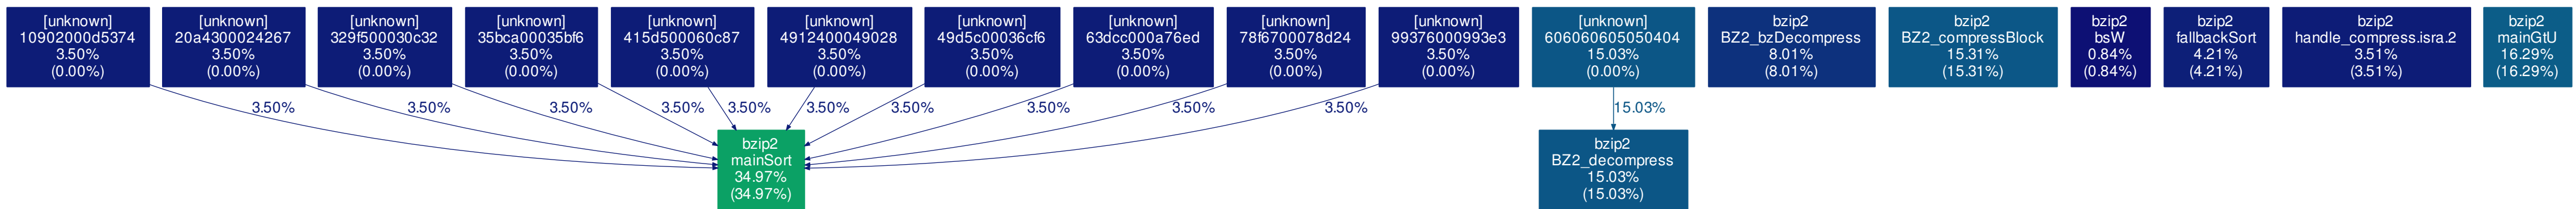 [unknown]
10902000d5374
3.50%
(0.00%)
[unknown]
20a4300024267
3.50%
(0.00%)
[unknown]
329f500030c32
3.50%
(0.00%)
[unknown]
35bca00035bf6
3.50%
(0.00%)
[unknown]
415d500060c87
3.50%
(0.00%)
[unknown]
4912400049028
3.50%
(0.00%)
[unknown]
49d5c00036cf6
3.50%
(0.00%)
[unknown]
63dcc000a76ed
3.50%
(0.00%)
[unknown]
78f6700078d24
3.50%
(0.00%)
[unknown]
99376000993e3
3.50%
(0.00%)
[unknown]
606060605050404
15.03%
(0.00%)
bzip2
BZ2_bzDecompress
8.01%
(8.01%)
bzip2
BZ2_compressBlock
15.31%
(15.31%)
bzip2
bsW
0.84%
(0.84%)
bzip2
fallbackSort
4.21%
(4.21%)
bzip2
handle_compress.isra.2
3.51%
(3.51%)
bzip2
mainGtU
16.29%
(16.29%)
3.50%
3.50%
3.50%
3.50%
3.50%
3.50%
3.50%
3.50%
3.50%
3.50%
15.03%
bzip2
mainSort
34.97%
(34.97%)
bzip2
BZ2_decompress
15.03%
(15.03%)